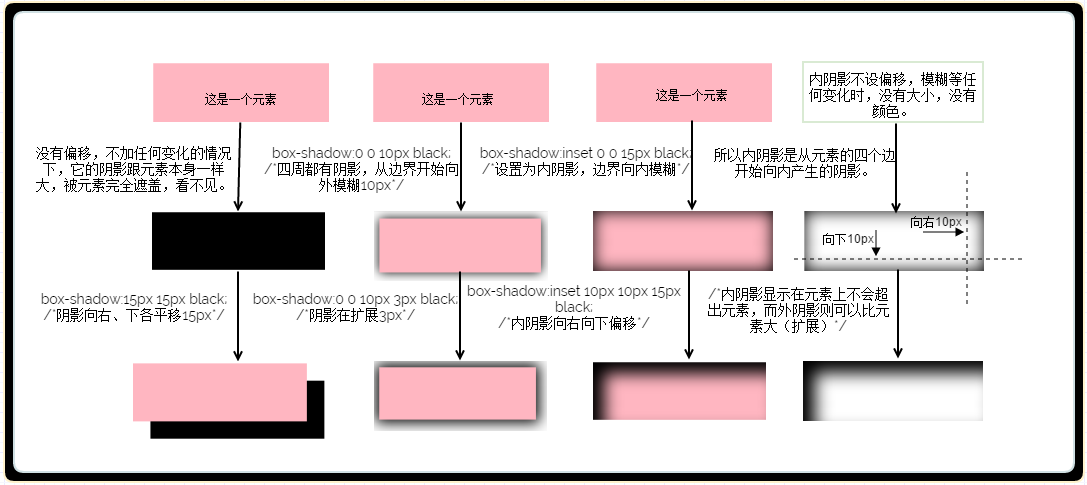 这是一个元素
没有偏移，不加任何变化的情况
下，它的阴影跟元素本身一样
大，被元素完全遮盖，看不见。
box-shadow:15px 15px black;
/*阴影向右、下各平移15px*/
这是一个元素
box-shadow:0 0 10px black;
/*四周都有阴影，从边界开始向
外模糊10px*/
box-shadow:0 0 10px 3px black;
/*阴影在扩展3px*/
这是一个元素
box-shadow:inset 0 0 15px black;
/*设置为内阴影，边界向内模糊*/
box-shadow:inset 10px 10px 15px
black;
/*内阴影向右向下偏移*/
内阴影不设偏移，模糊等任
何变化时，没有大小，没有
颜色。
所以内阴影是从元素的四个边
开始向内产生的阴影。
向右10px
向下10px
/*内阴影显示在元素上不会超
出元素，而外阴影则可以比元
素大（扩展）*/